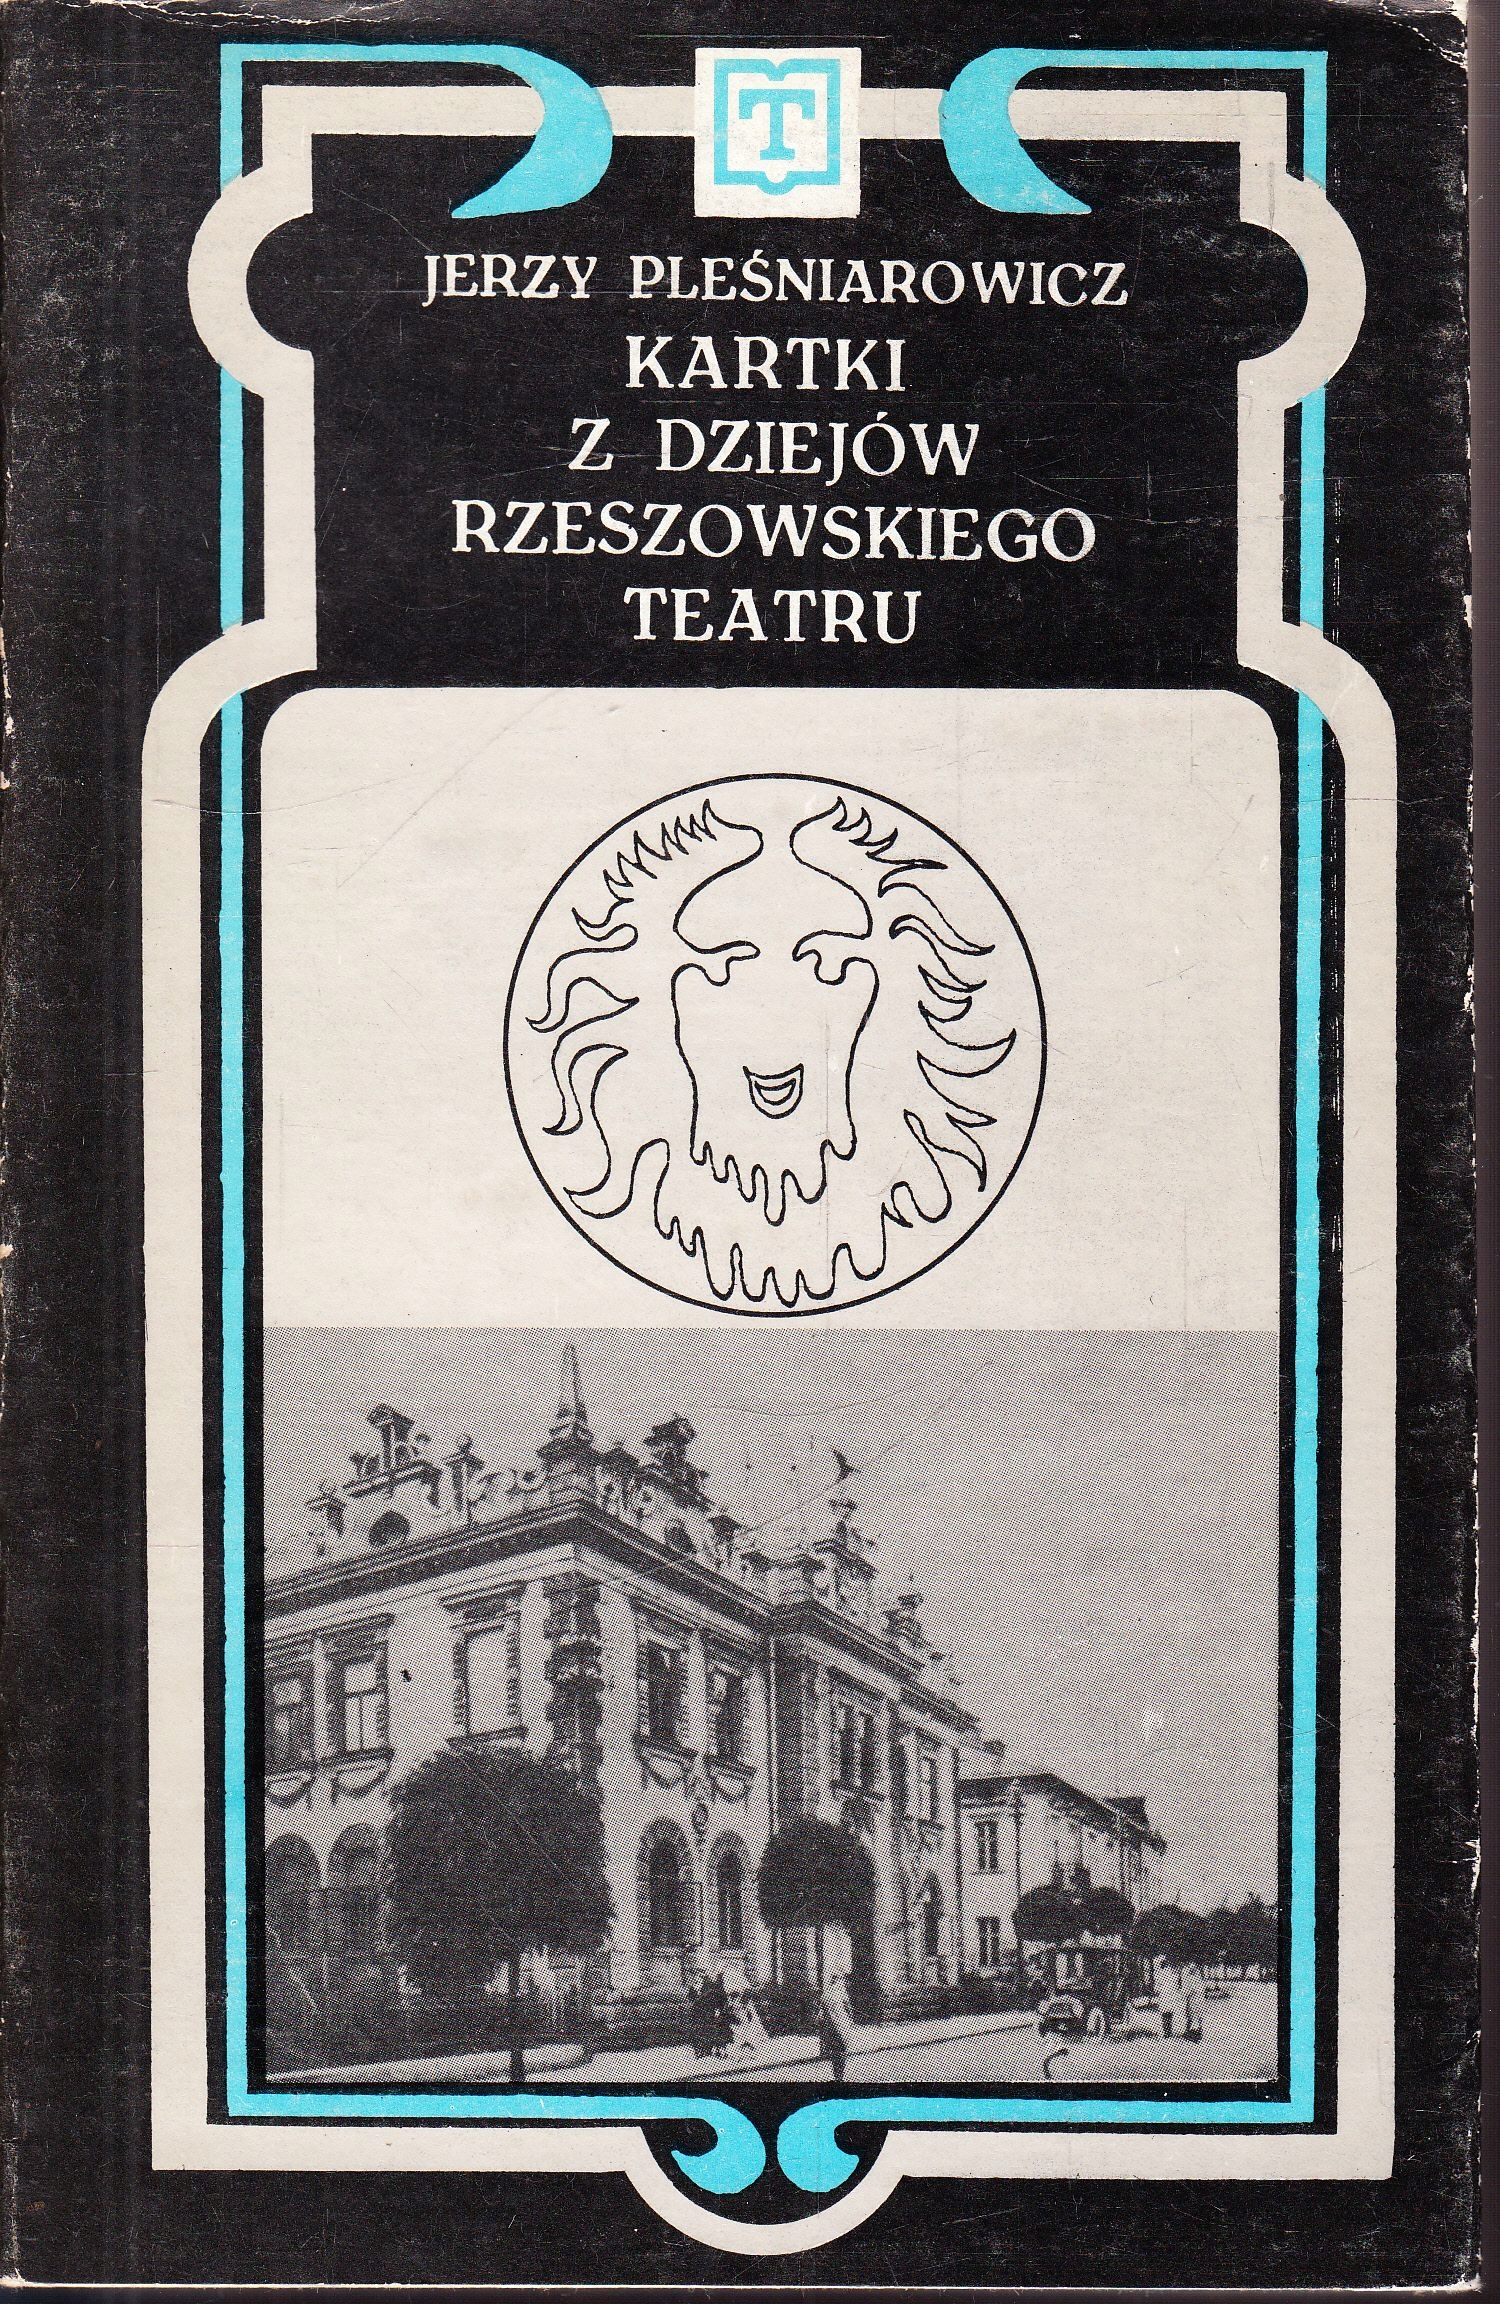 T
JERZY PLEŚNIAROWICZ
KARTKI
Z DZIEJÓW
RZESZOWSKIEGO
TEATRU